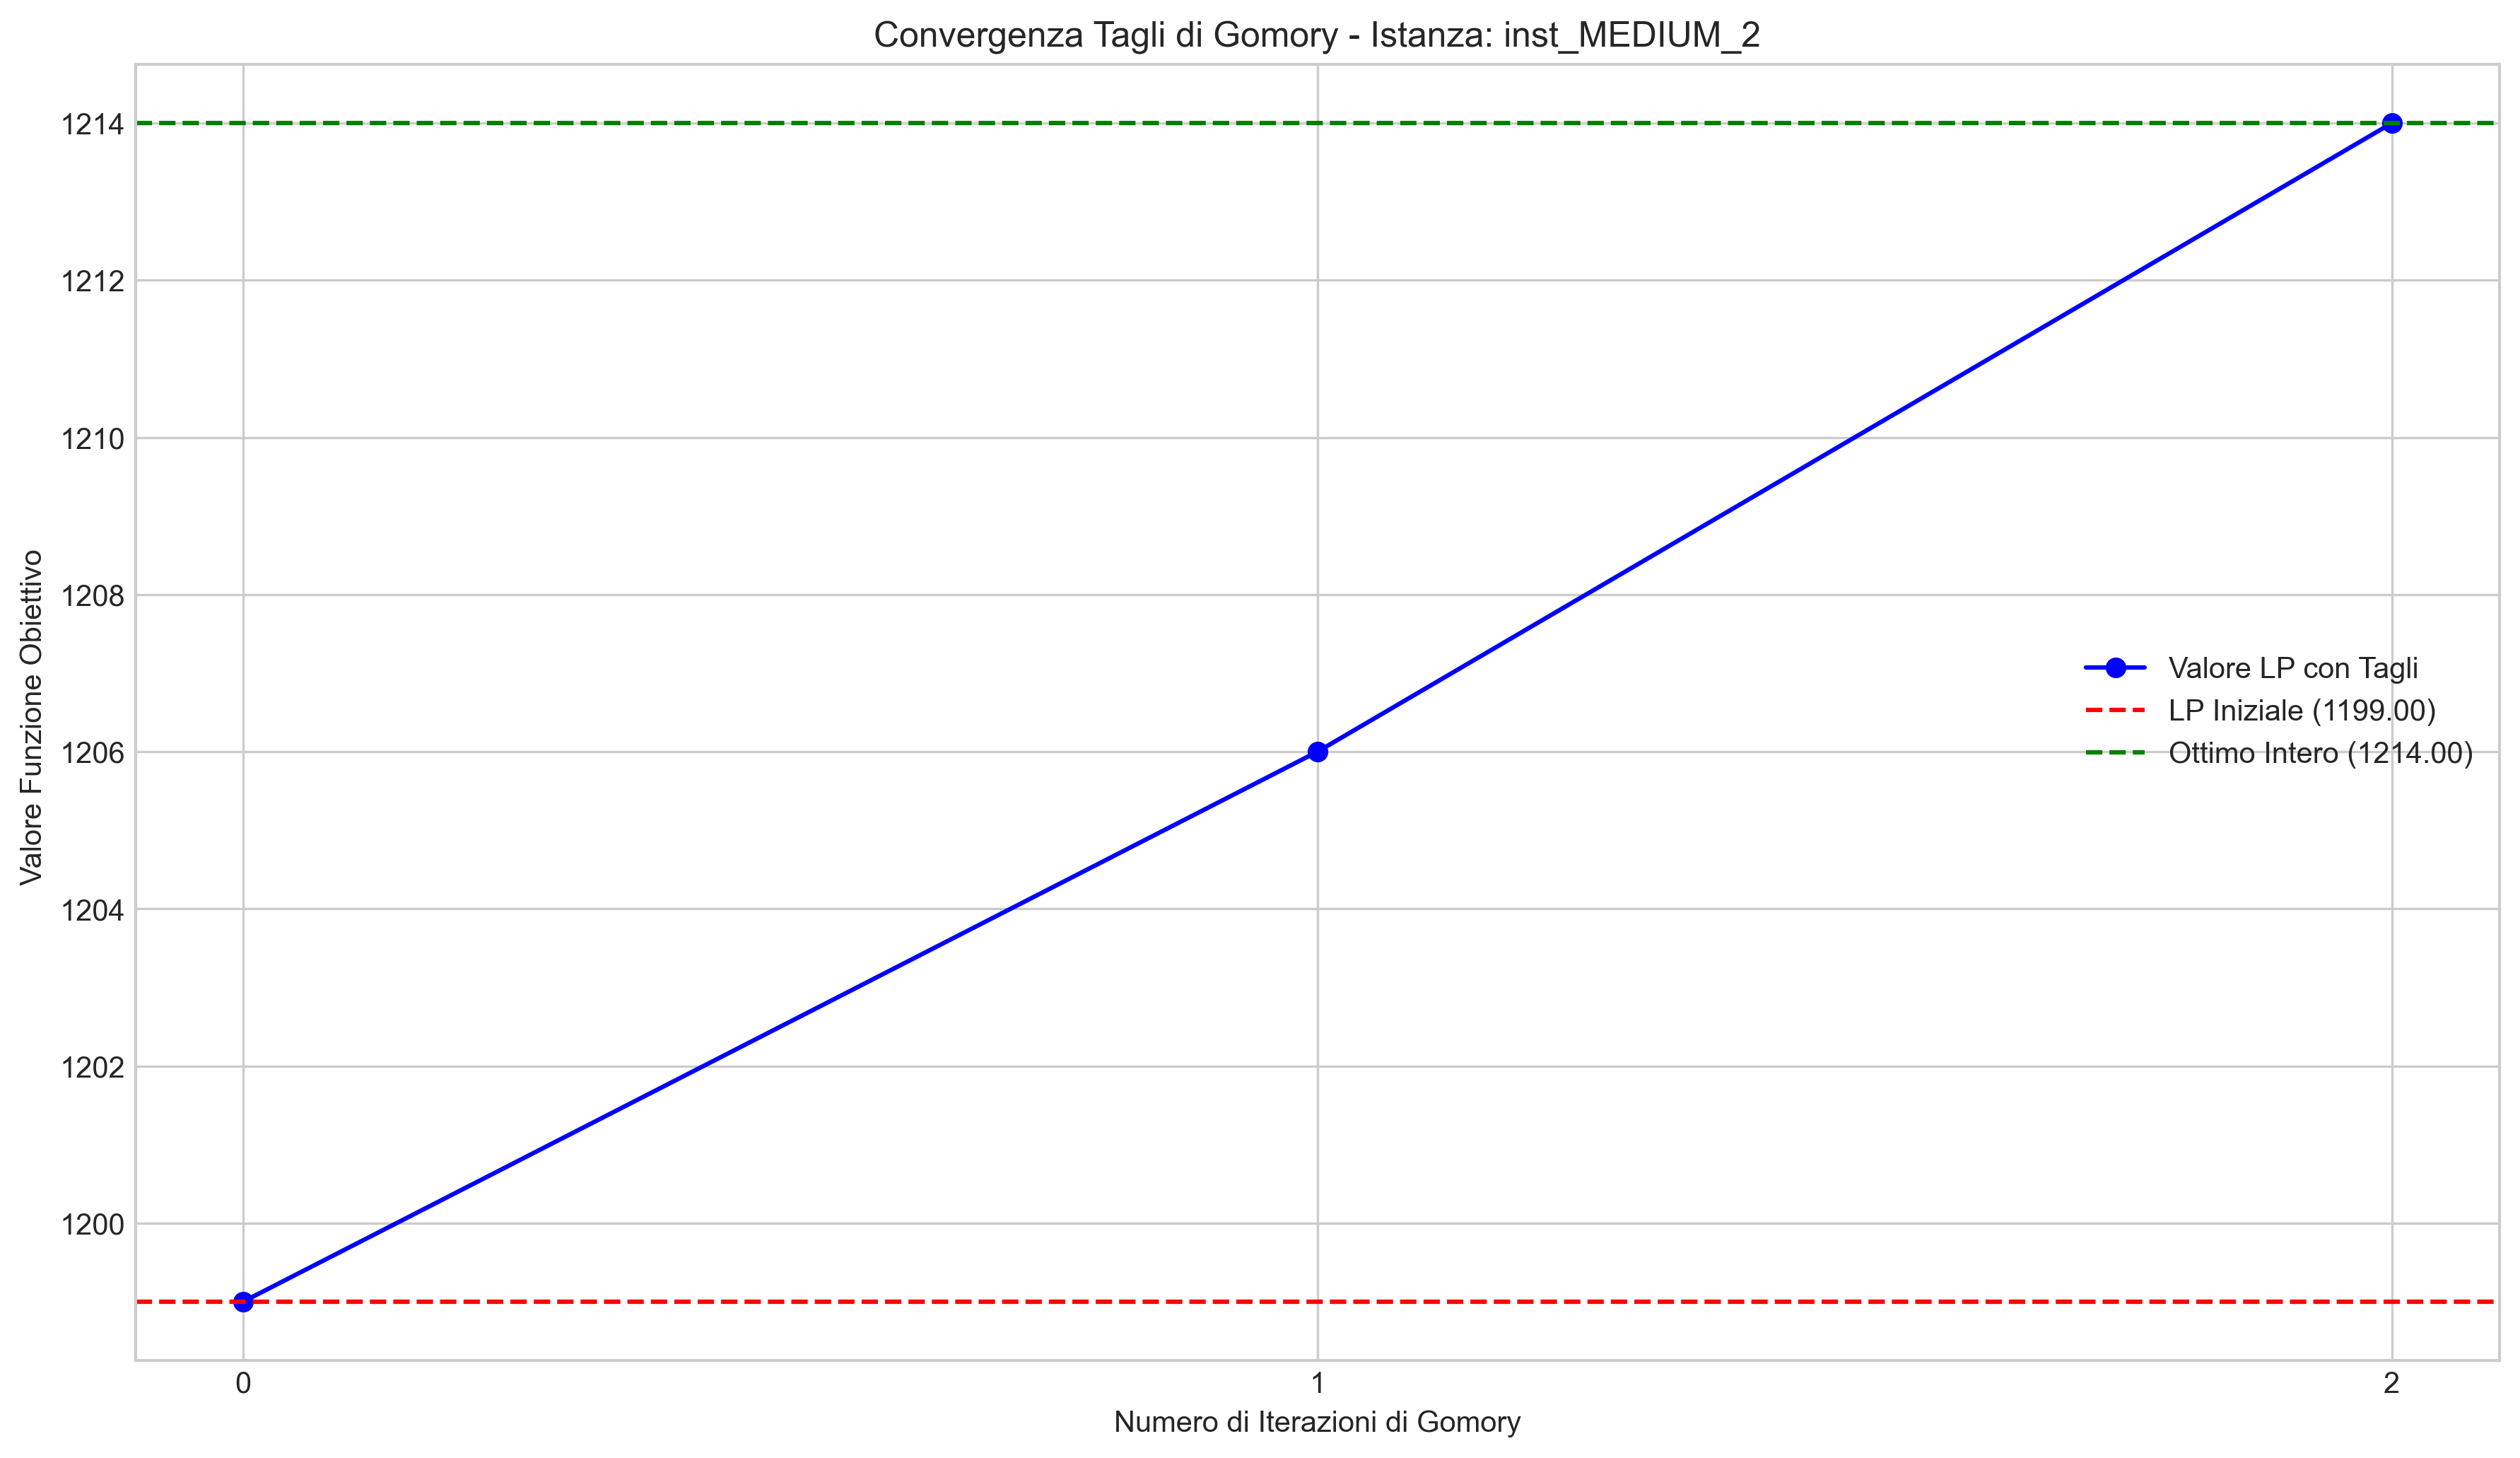 Convergenza Tagli di Gomory - Istanza: inst_MEDIUM_2
1214
1212
1210
1208
1206
1204
1202
1200
Valore Funzione Obiettivo
Valore LP con Tagli
LP Iniziale (1199.00)
Ottimo Intero (1214.00)
0
1
2
Numero di Iterazioni di Gomory